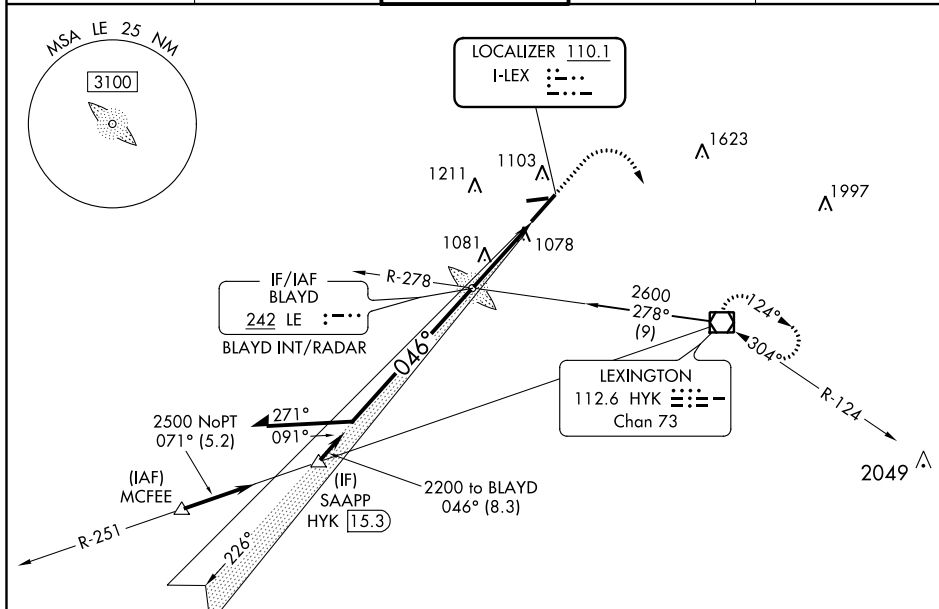 MSA LE 25 NM
3100
LOCALIZER 110.1
I-LEX
1623
1103
1211
1997
1081
1078
R-278
IF/IAF
BLAYD
242 LE
BLAYD INT/RADAR
2600
278°
(9)
124°
304°
046°
LEXINGTON
112.6 HYK
Chan 73
R-124
2500 NoPT
071° (5.2)
271°
091°
2049
(IAF)
MCFEE
(IF)
SAAPP
HYK 15.3
2200 to BLAYD
046° (8.3)
R-251
226°